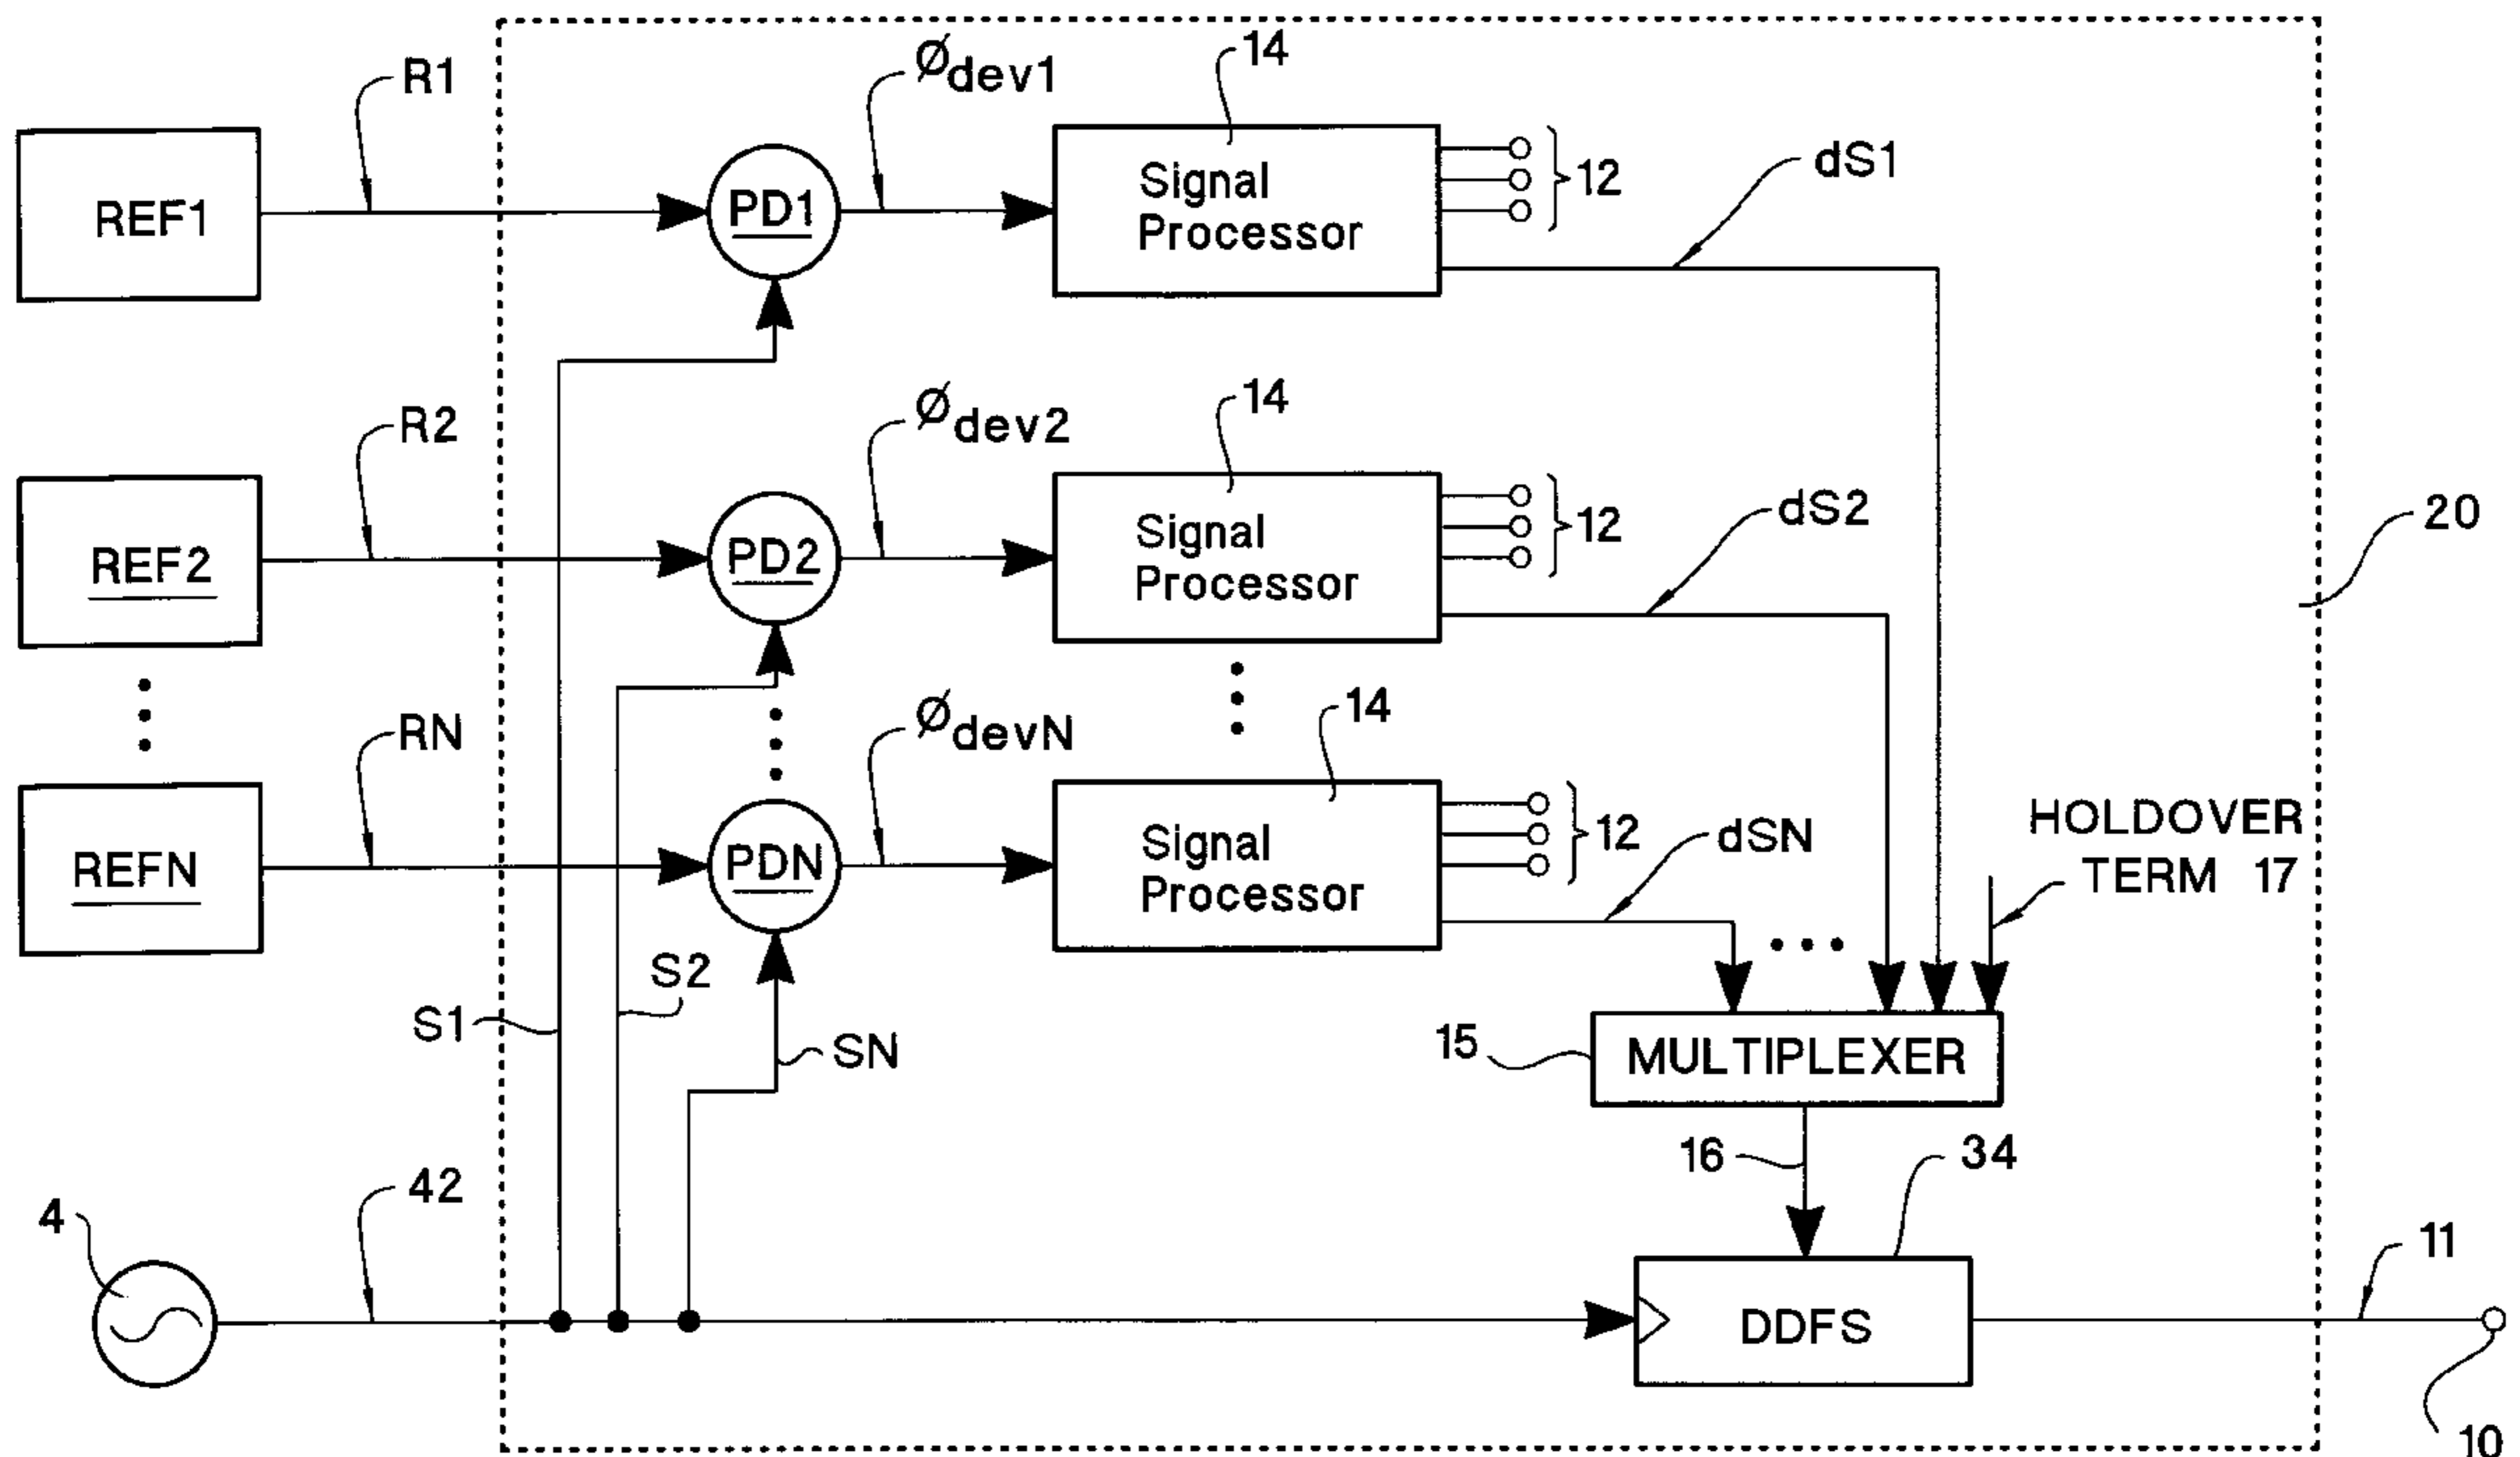 R1
Ødev1
14
REF1
PD1
Signal
Processor
12
dS1
R2
Ødev2
14
REF2
PD2
Signal
Processor
12
dS2
20
RN
ØdevN
14
REFN
PDN
Signal
Processor
12
dSN
HOLDOVER
TERM 17
S1
S2
SN
15
MULTIPLEXER
16
34
4
42
DDFS
11
10